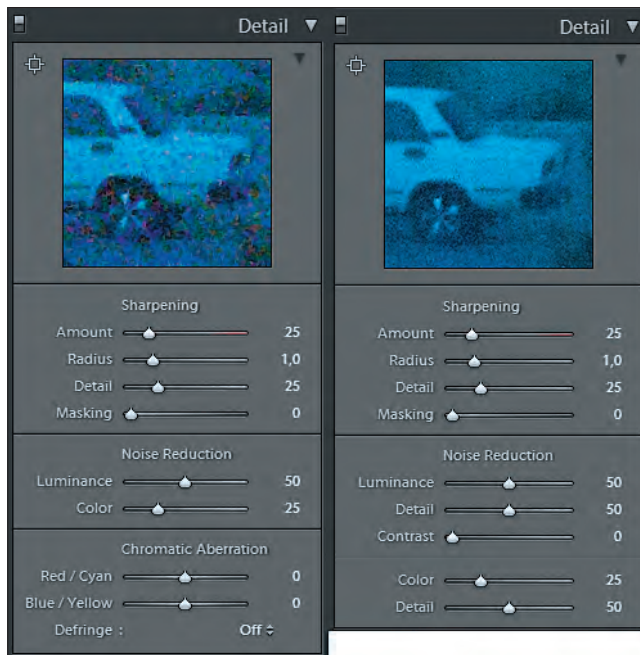 Detail
Sharpening
Amount 25
Radius 1,0
Detail 25
Masking 0
Noise Reduction
Luminance 50
Color 25
Chromatic Aberration
Red / Cyan 0
Blue / Yellow 0
Defringe : Off
Detail
Sharpening
Amount 25
Radius 1,0
Detail 25
Masking 0
Noise Reduction
Luminance 50
Detail 50
Contrast 0
Color 25
Detail 50